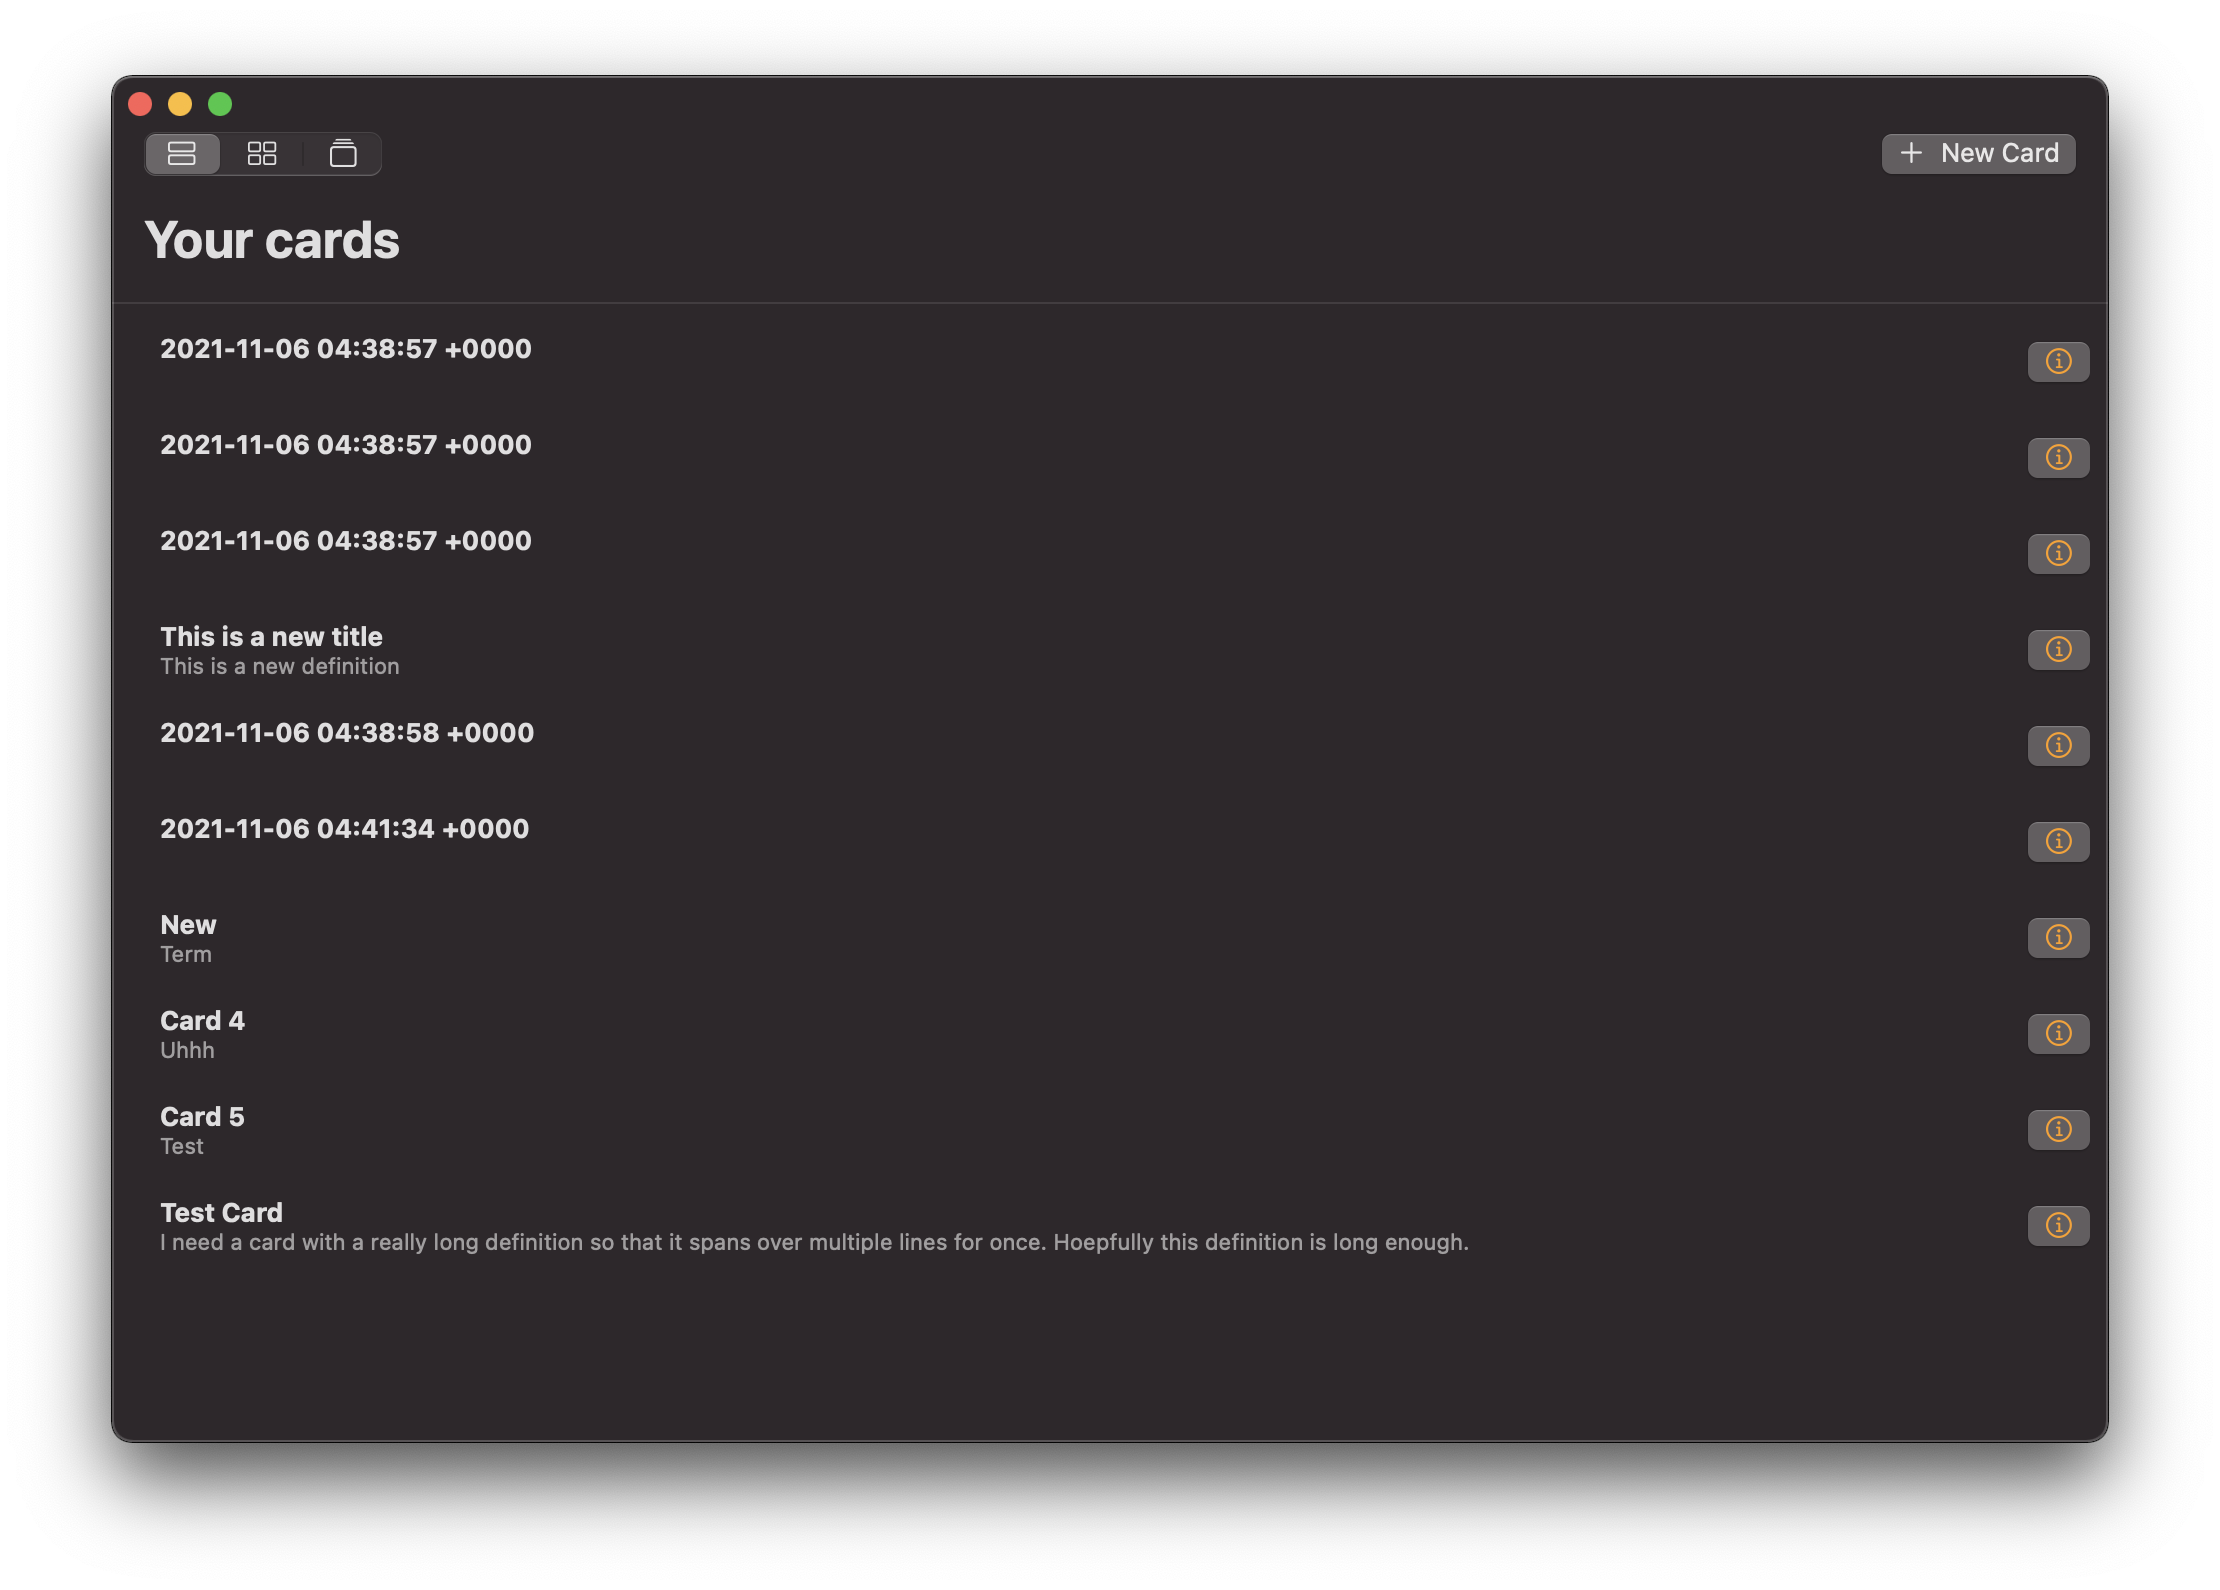 New Card
Your cards
2021-11-06 04:38:57 +0000
2021-11-06 04:38:57 +0000
2021-11-06 04:38:57 +0000
This is a new title
This is a new definition
2021-11-06 04:38:58 +0000
2021-11-06 04:41:34 +0000
New
Term
Card 4
Uhhh
Card 5
Test
Test Card
I need a card with a really long definition so that it spans over multiple lines for once. Hoepfully this definition is long enough.